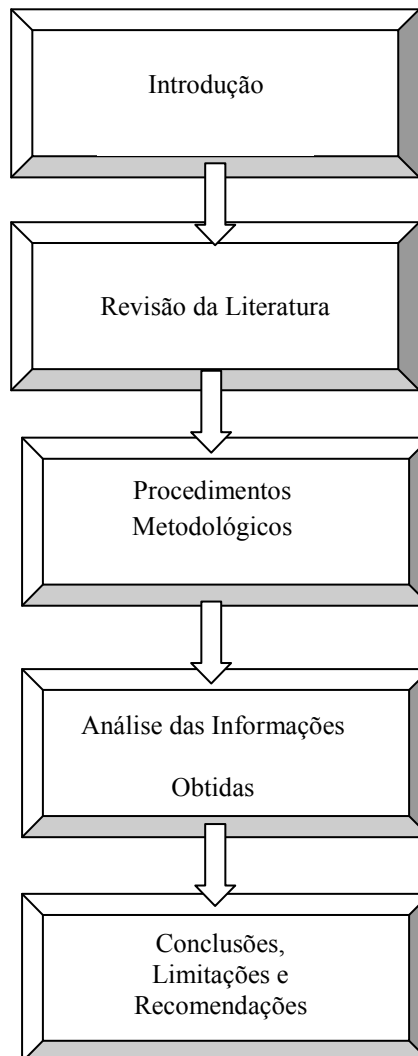 Introdução
Revisão da Literatura
Procedimentos
Metodológicos
Análise das Informações
Obtidas
Conclusões,
Limitações e
Recomendações